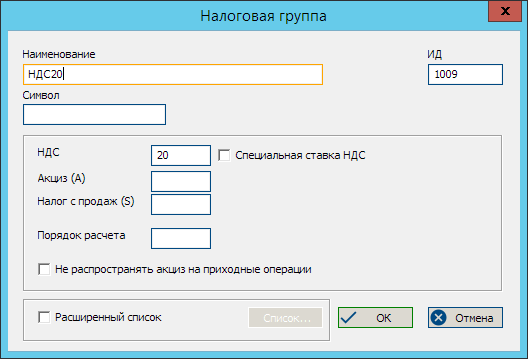 Налоговая группа
x
Наименование ИД
НДС20 1009
Символ
НДС 20 Специальная ставка НДС
Акциз (A)
Налог с продаж (S)
Порядок расчета
Не распространять акциз на приходные операции
Расширенный список Список... OK Отмена